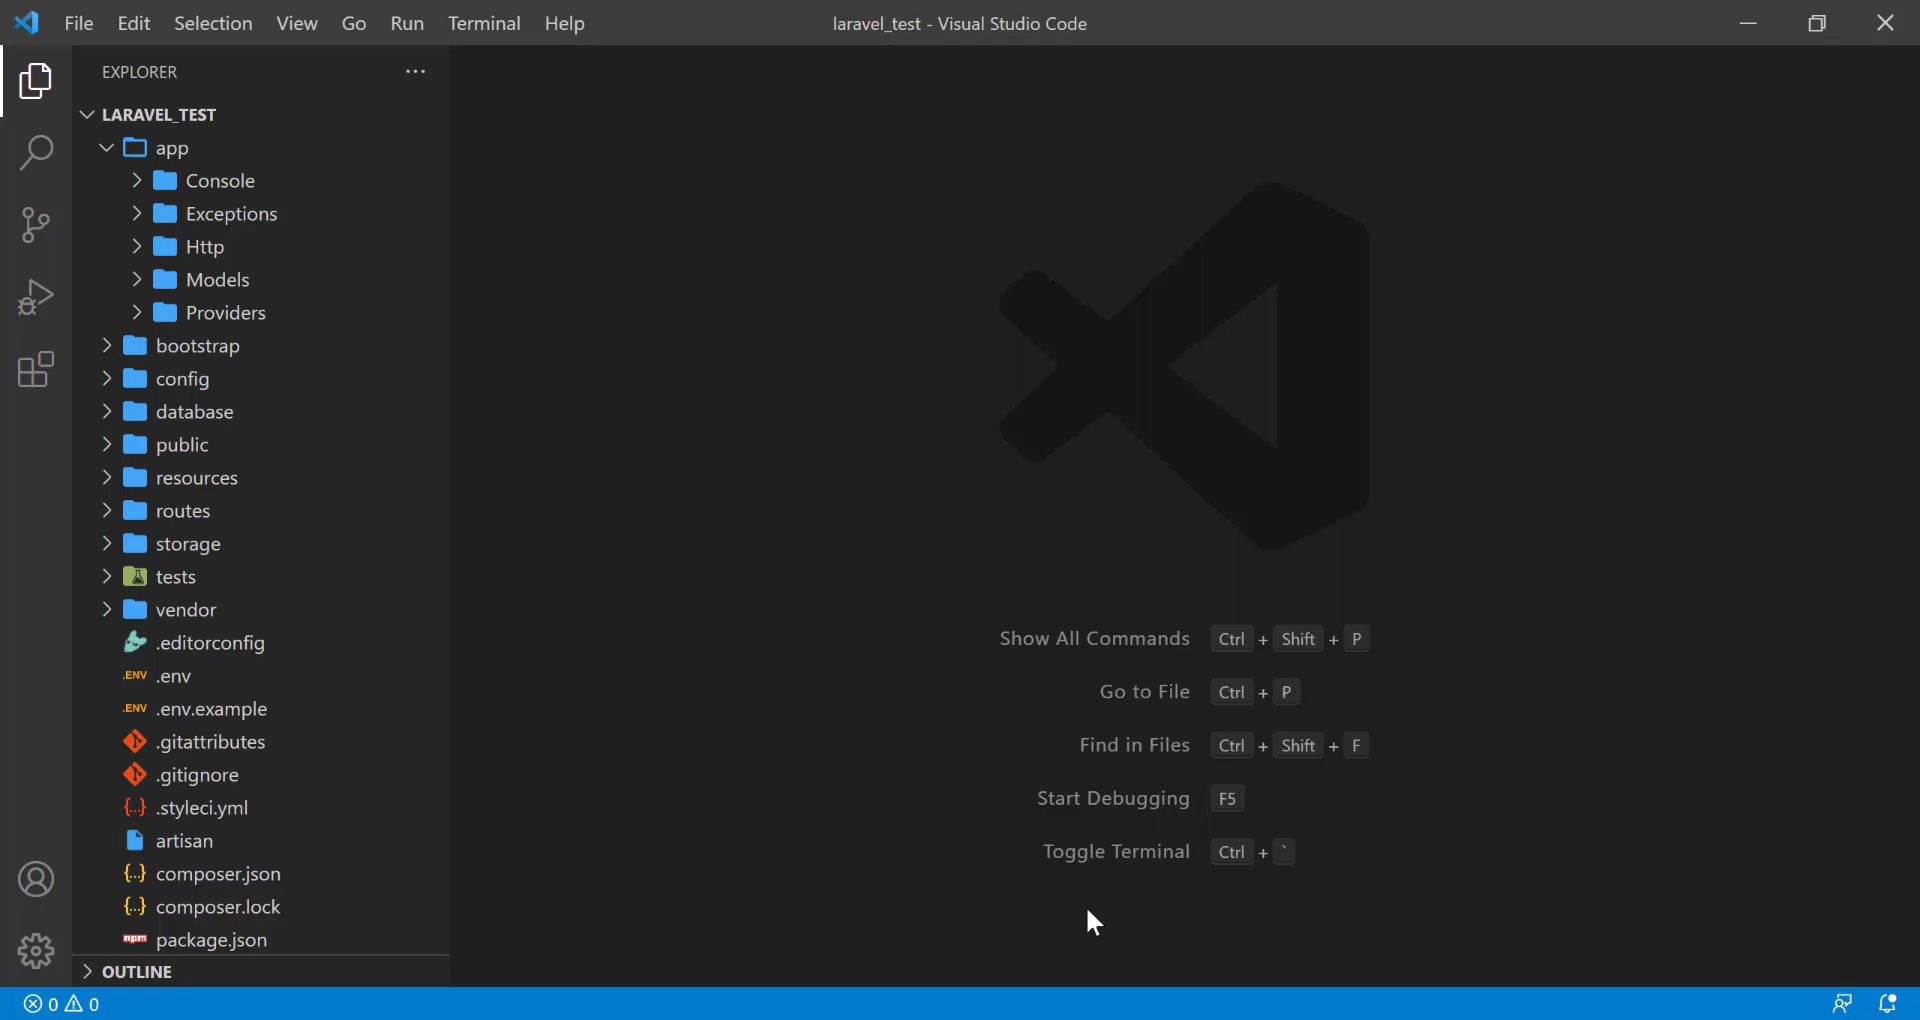 File Edit Selection View Go Run Terminal Help
laravel_test - Visual Studio Code
EXPLORER
LARAVEL_TEST
app
Console
Exceptions
Http
Models
Providers
bootstrap
config
database
public
resources
routes
storage
tests
vendor
.editorconfig
.ENV .env
.ENV .env.example
.gitattributes
.gitignore
{..} .styleci.yml
artisan
{..} composer.json
{..} composer.lock
npm package.json
OUTLINE
Show All Commands Ctrl + Shift + P
Go to File Ctrl + P
Find in Files Ctrl + Shift + F
Start Debugging F5
Toggle Terminal Ctrl + `
0 0